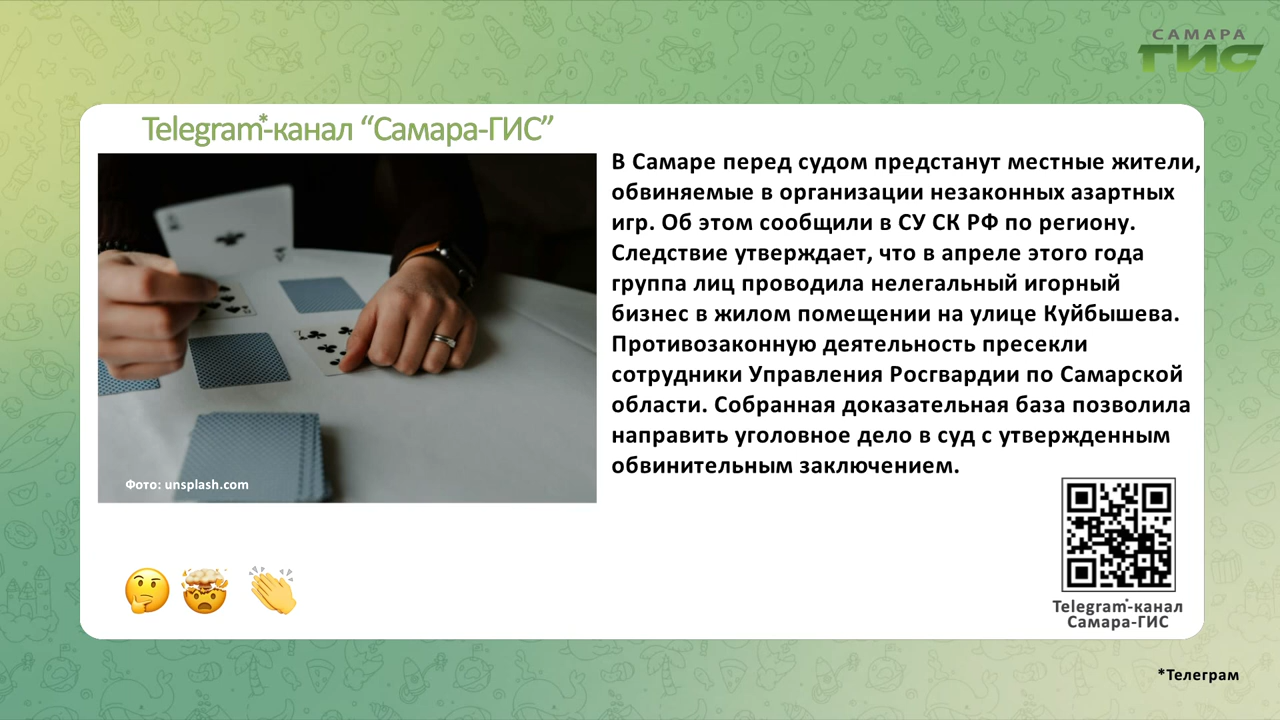 САМАРА
ГИС
Telegram*-канал “Самара-ГИС”
В Самаре перед судом предстанут местные жители,
обвиняемые в организации незаконных азартных
игр. Об этом сообщили в СУ СК РФ по региону.
Следствие утверждает, что в апреле этого года
группа лиц проводила нелегальный игорный
бизнес в жилом помещении на улице Куйбышева.
Противозаконную деятельность пресекли
сотрудники Управления Росгвардии по Самарской
области. Собранная доказательная база позволила
направить уголовное дело в суд с утвержденным
обвинительным заключением.
Фото: unsplash.com
Telegram*-канал
Самара-ГИС
*Телеграм